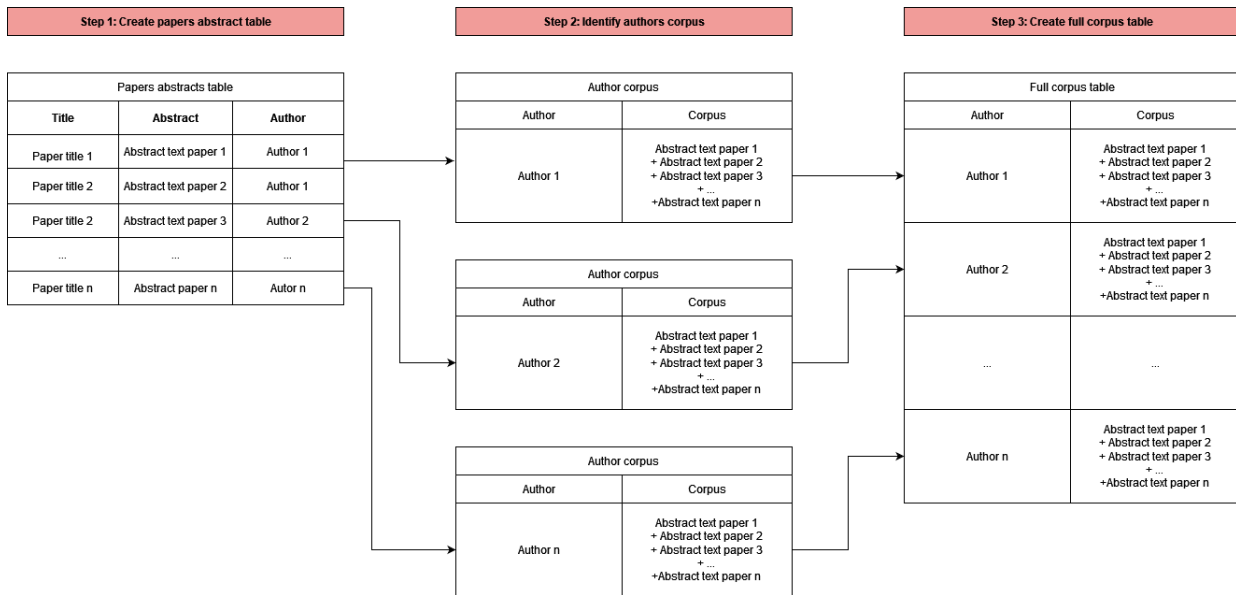 Step 1: Create papers abstract table
Step 2: Identify authors corpus
Step 3: Create full corpus table
Papers abstracts table
Title Abstract Author
Paper title 1 Abstract text paper 1 Author 1
Paper title 2 Abstract text paper 2 Author 1
Paper title 2 Abstract text paper 3 Author 2
... ... ...
Paper title n Abstract paper n Autor n
Author corpus
Author Corpus
Author 1
Abstract text paper 1
+ Abstract text paper 2
+ Abstract text paper 3
+ ...
+Abstract text paper n
Author corpus
Author Corpus
Author 2
Abstract text paper 1
+ Abstract text paper 2
+ Abstract text paper 3
+ ...
+Abstract text paper n
Author corpus
Author Corpus
Author n
Abstract text paper 1
+ Abstract text paper 2
+ Abstract text paper 3
+ ...
+Abstract text paper n
Full corpus table
Author Corpus
Author 1
Abstract text paper 1
+ Abstract text paper 2
+ Abstract text paper 3
+ ...
+Abstract text paper n
Author 2
Abstract text paper 1
+ Abstract text paper 2
+ Abstract text paper 3
+ ...
+Abstract text paper n
... ...
Author n
Abstract text paper 1
+ Abstract text paper 2
+ Abstract text paper 3
+ ...
+Abstract text paper n